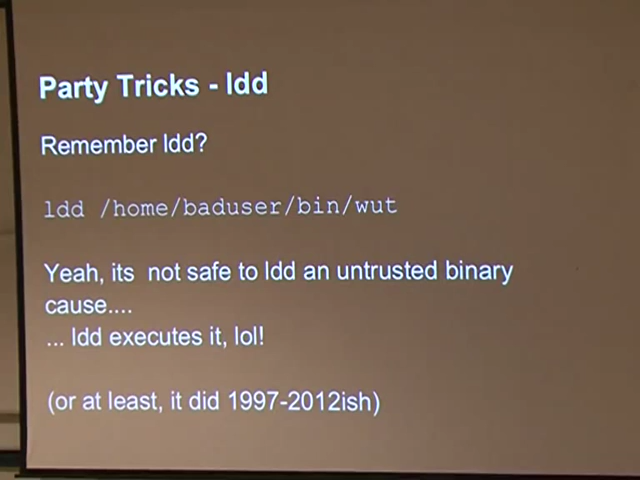 Party Tricks - ldd
Remember ldd?
ldd /home/baduser/bin/wut
Yeah, its  not safe to ldd an untrusted binary
cause....
... ldd executes it, lol!
(or at least, it did 1997-2012ish)